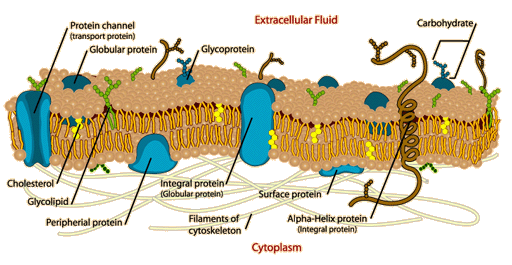 Extracellular Fluid
Protein channel
(transport protein)
Globular protein
Glycoprotein
Carbohydrate
Cholesterol
Glycolipid
Peripherial protein
Integral protein
(Globular protein)
Filaments of
cytoskeleton
Surface protein
Alpha-Helix protein
(Integral protein)
Cytoplasm